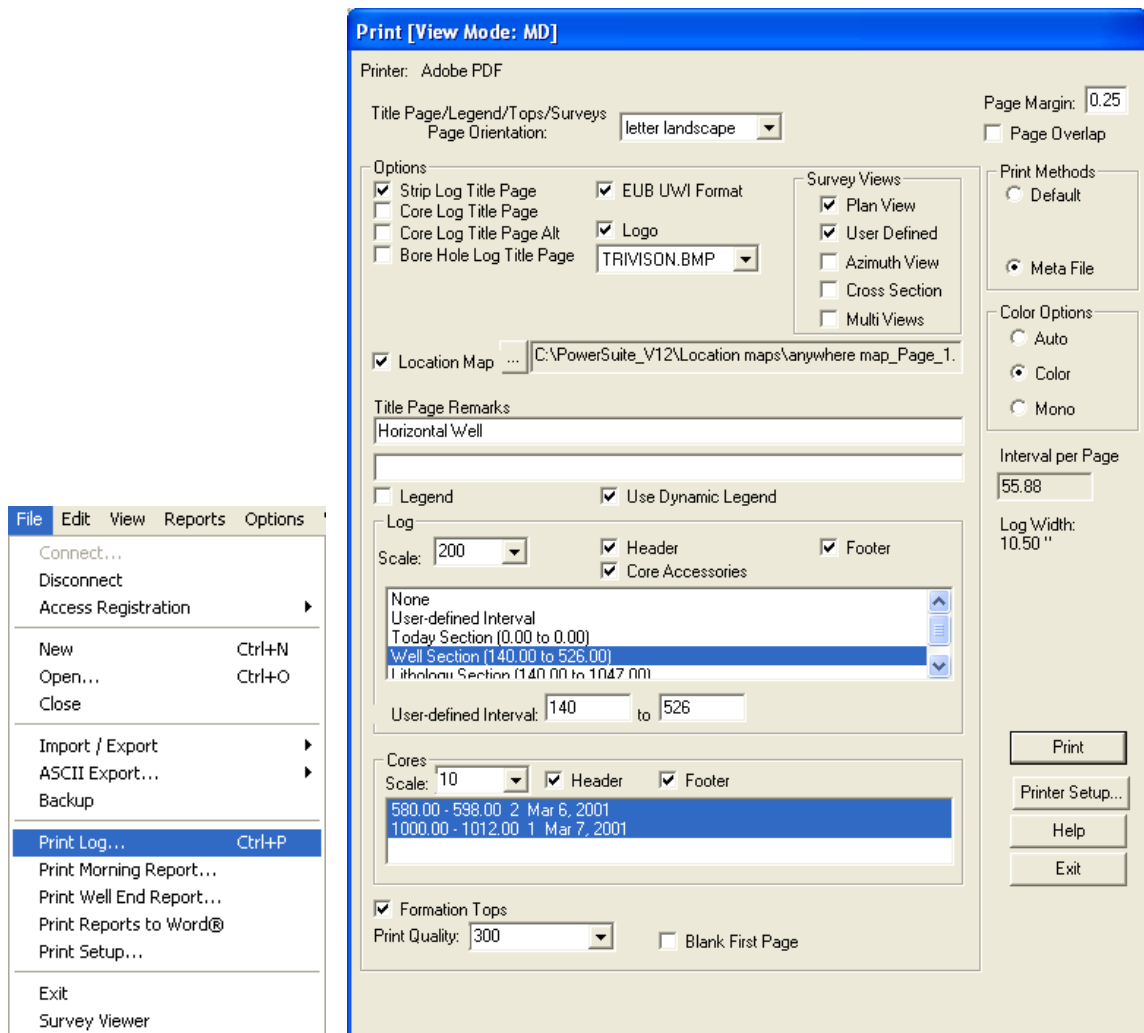 File Edit View Reports Options
Connect...
Disconnect
Access Registration
New Ctrl+N
Open... Ctrl+O
Close
Import / Export
ASCII Export...
Backup
Print Log... Ctrl+P
Print Morning Report...
Print Well End Report...
Print Reports to Word®
Print Setup...
Exit
Survey Viewer
Print [View Mode: MD]
Printer: Adobe PDF
Title Page/Legend/Tops/Surveys
Page Orientation:
letter landscape
Page Margin: 0.25
Page Overlap
Options
Strip Log Title Page
Core Log Title Page
Core Log Title Page Alt
Bore Hole Log Title Page
EUB UWI Format
Logo
TRIVISON.BMP
Survey Views
Plan View
User Defined
Azimuth View
Cross Section
Multi Views
Print Methods
Default
Meta File
Color Options
Auto
Color
Mono
Location Map ... C:\PowerSuite_V12\Location maps\anywhere map_Page_1.
Title Page Remarks
Horizontal Well
Interval per Page
55.88
Log Width:
10.50 "
Legend Use Dynamic Legend
Log
Scale: 200 Header Footer
Core Accessories
None
User-defined Interval
Today Section (0.00 to 0.00)
Well Section (140.00 to 526.00)
Lithology Section (140.00 to 1047.00)
User-defined Interval: 140 to 526
Cores
Scale: 10 Header Footer
580.00 - 598.00 2 Mar 6, 2001
1000.00 - 1012.00 1 Mar 7, 2001
Formation Tops
Print Quality: 300 Blank First Page
Print
Printer Setup...
Help
Exit